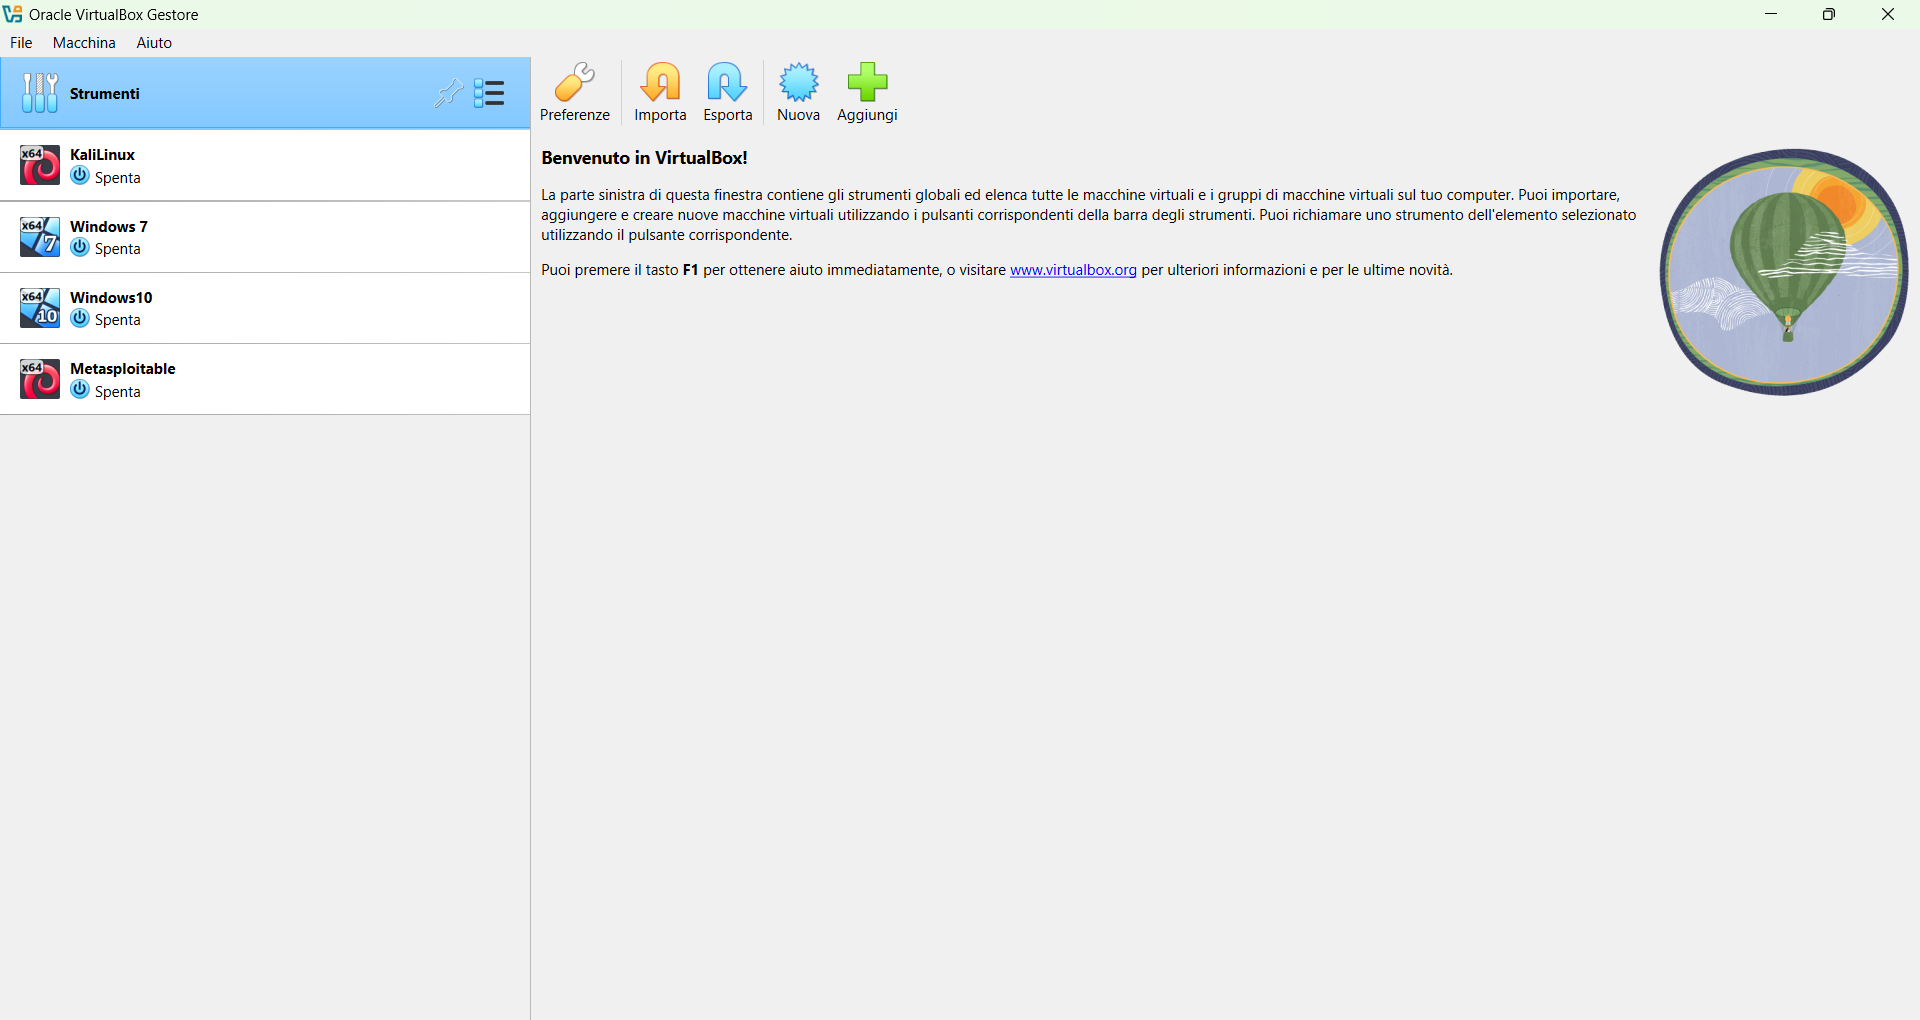 Oracle VirtualBox Gestore
File Macchina Aiuto
Strumenti
x64 KaliLinux
Spenta
x64 7 Windows 7
Spenta
x64 10 Windows10
Spenta
x64 Metasploitable
Spenta
Preferenze Importa Esporta Nuova Aggiungi
Benvenuto in VirtualBox!
La parte sinistra di questa finestra contiene gli strumenti globali ed elenca tutte le macchine virtuali e i gruppi di macchine virtuali sul tuo computer. Puoi importare,
aggiungere e creare nuove macchine virtuali utilizzando i pulsanti corrispondenti della barra degli strumenti. Puoi richiamare uno strumento dell'elemento selezionato
utilizzando il pulsante corrispondente.
Puoi premere il tasto F1 per ottenere aiuto immediatamente, o visitare www.virtualbox.org per ulteriori informazioni e per le ultime novità.